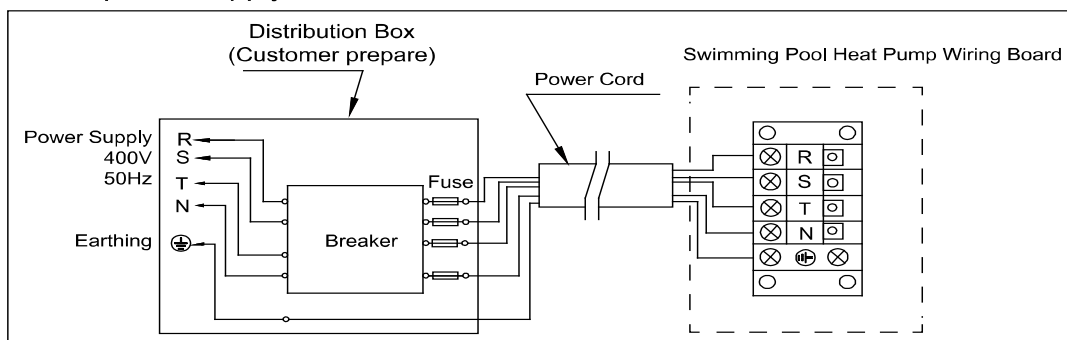 Distribution Box
(Customer prepare)
Swimming Pool Heat Pump Wiring Board
Power Cord
Power Supply
400V
50Hz
R
S
T
N
Fuse
Breaker
Earthing
R
S
T
N